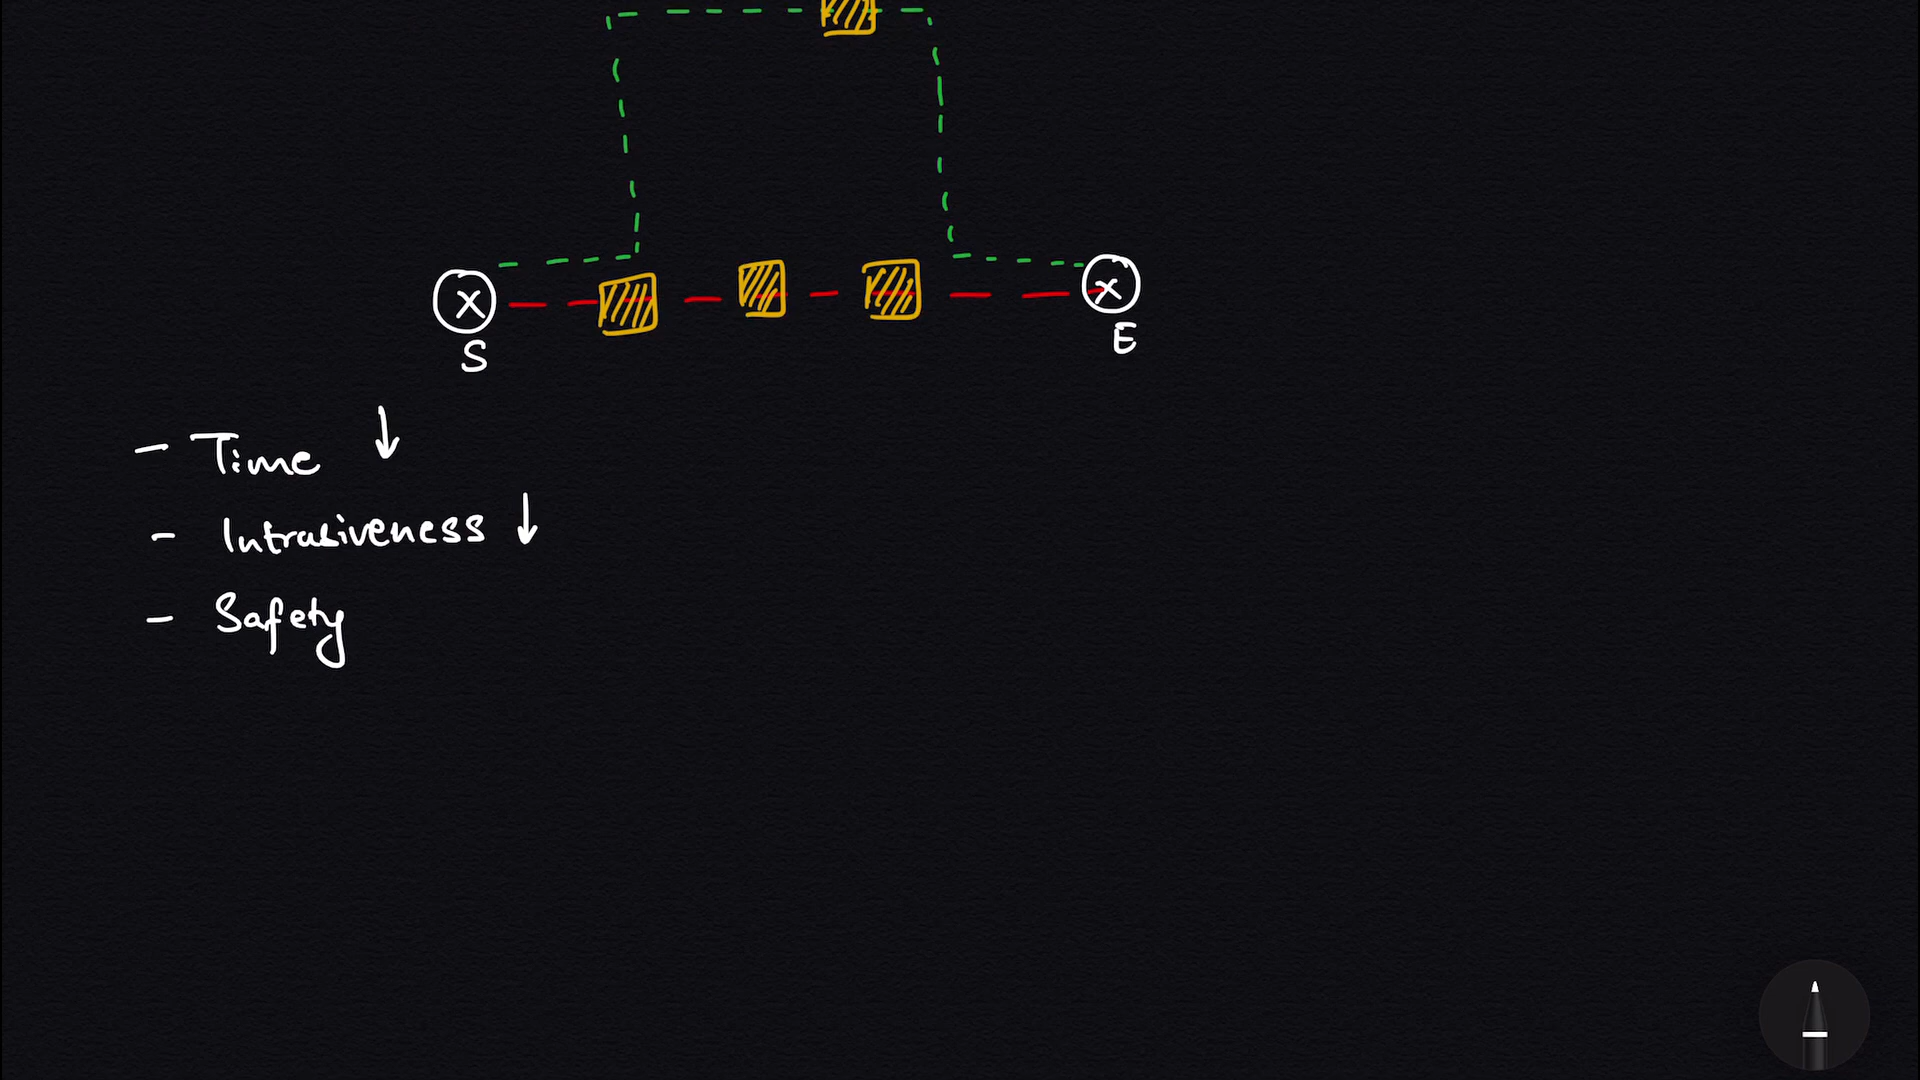 X X
S E
- Time ↓
- Intrusiveness ↓
- Safety